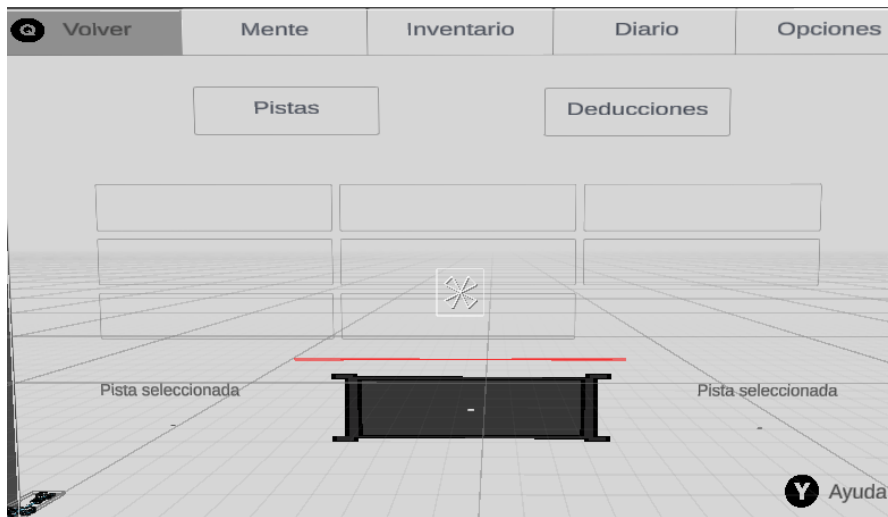 Q Volver Mente Inventario Diario Opciones
Pistas Deducciones
Pista seleccionada Pista seleccionada
- - -
Y Ayuda